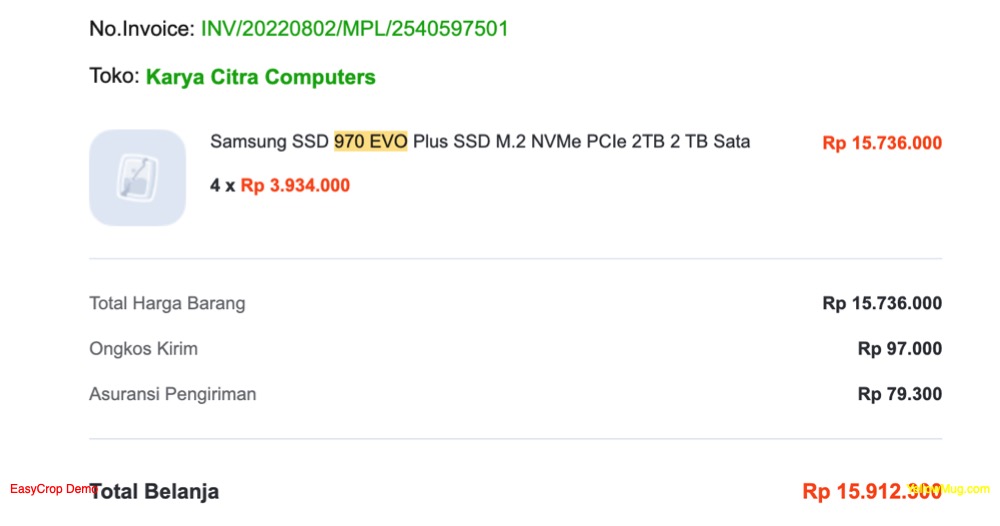 No.Invoice: INV/20220802/MPL/2540597501
Toko: Karya Citra Computers
Samsung SSD 970 EVO Plus SSD M.2 NVMe PCIe 2TB 2 TB Sata Rp 15.736.000
4 x Rp 3.934.000
Total Harga Barang Rp 15.736.000
Ongkos Kirim Rp 97.000
Asuransi Pengiriman Rp 79.300
EasyCrop Demo Total Belanja Rp 15.912.300 YellowMug.com